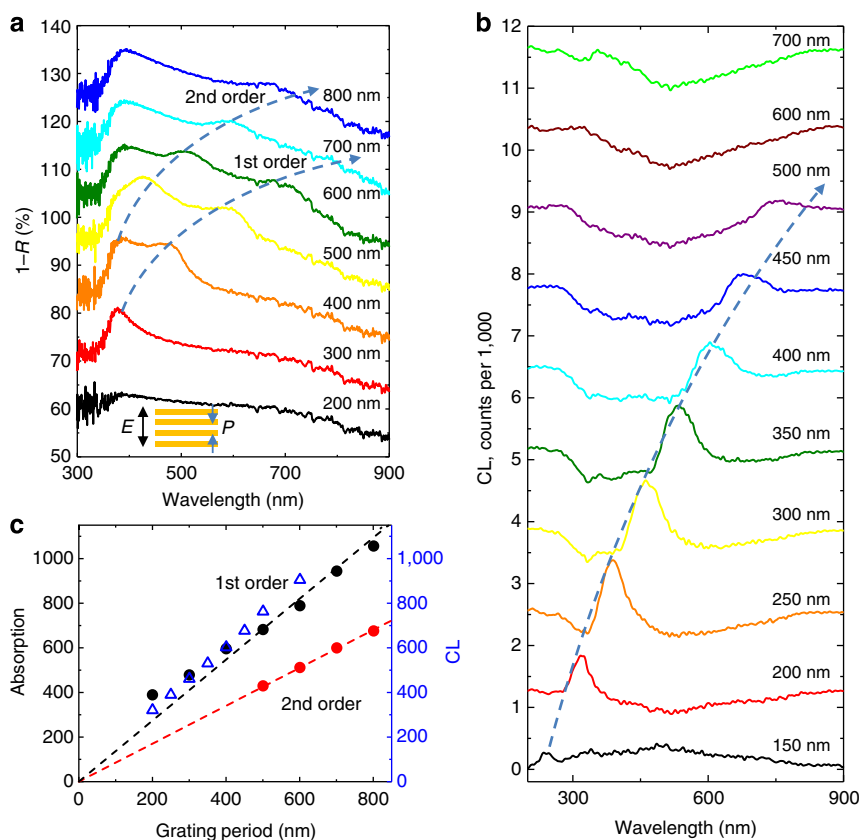 a
140
130
120
110
100
90
80
70
60
50
1–R (%)
2nd order
1st order
800 nm
700 nm
600 nm
500 nm
400 nm
300 nm
200 nm
E
P
300
500
700
900
Wavelength (nm)
b
12
11
10
9
8
7
6
5
4
3
2
1
0
CL, counts per 1,000
700 nm
600 nm
500 nm
450 nm
400 nm
350 nm
300 nm
250 nm
200 nm
150 nm
300
600
900
Wavelength (nm)
c
1000
800
600
400
200
0
Absorption
1st order
2nd order
1,000
800
600
400
200
0
CL
0
200
400
600
800
Grating period (nm)